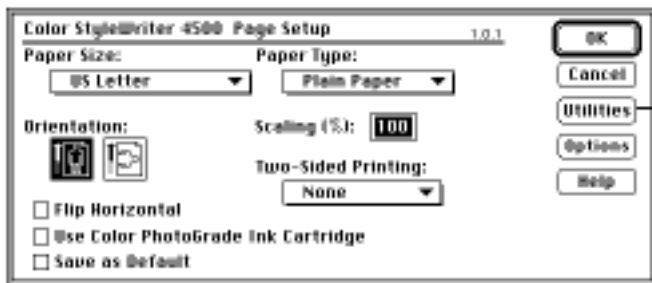 Color StyleWriter 4500 Page Setup 1.0.1
OK
Paper Size: Paper Type:
US Letter Plain Paper
Cancel
Utilities
Orientation: Scaling (%): 100
Options
Two-Sided Printing:
Help
None
Flip Horizontal
Use Color PhotoGrade Ink Cartridge
Save as Default